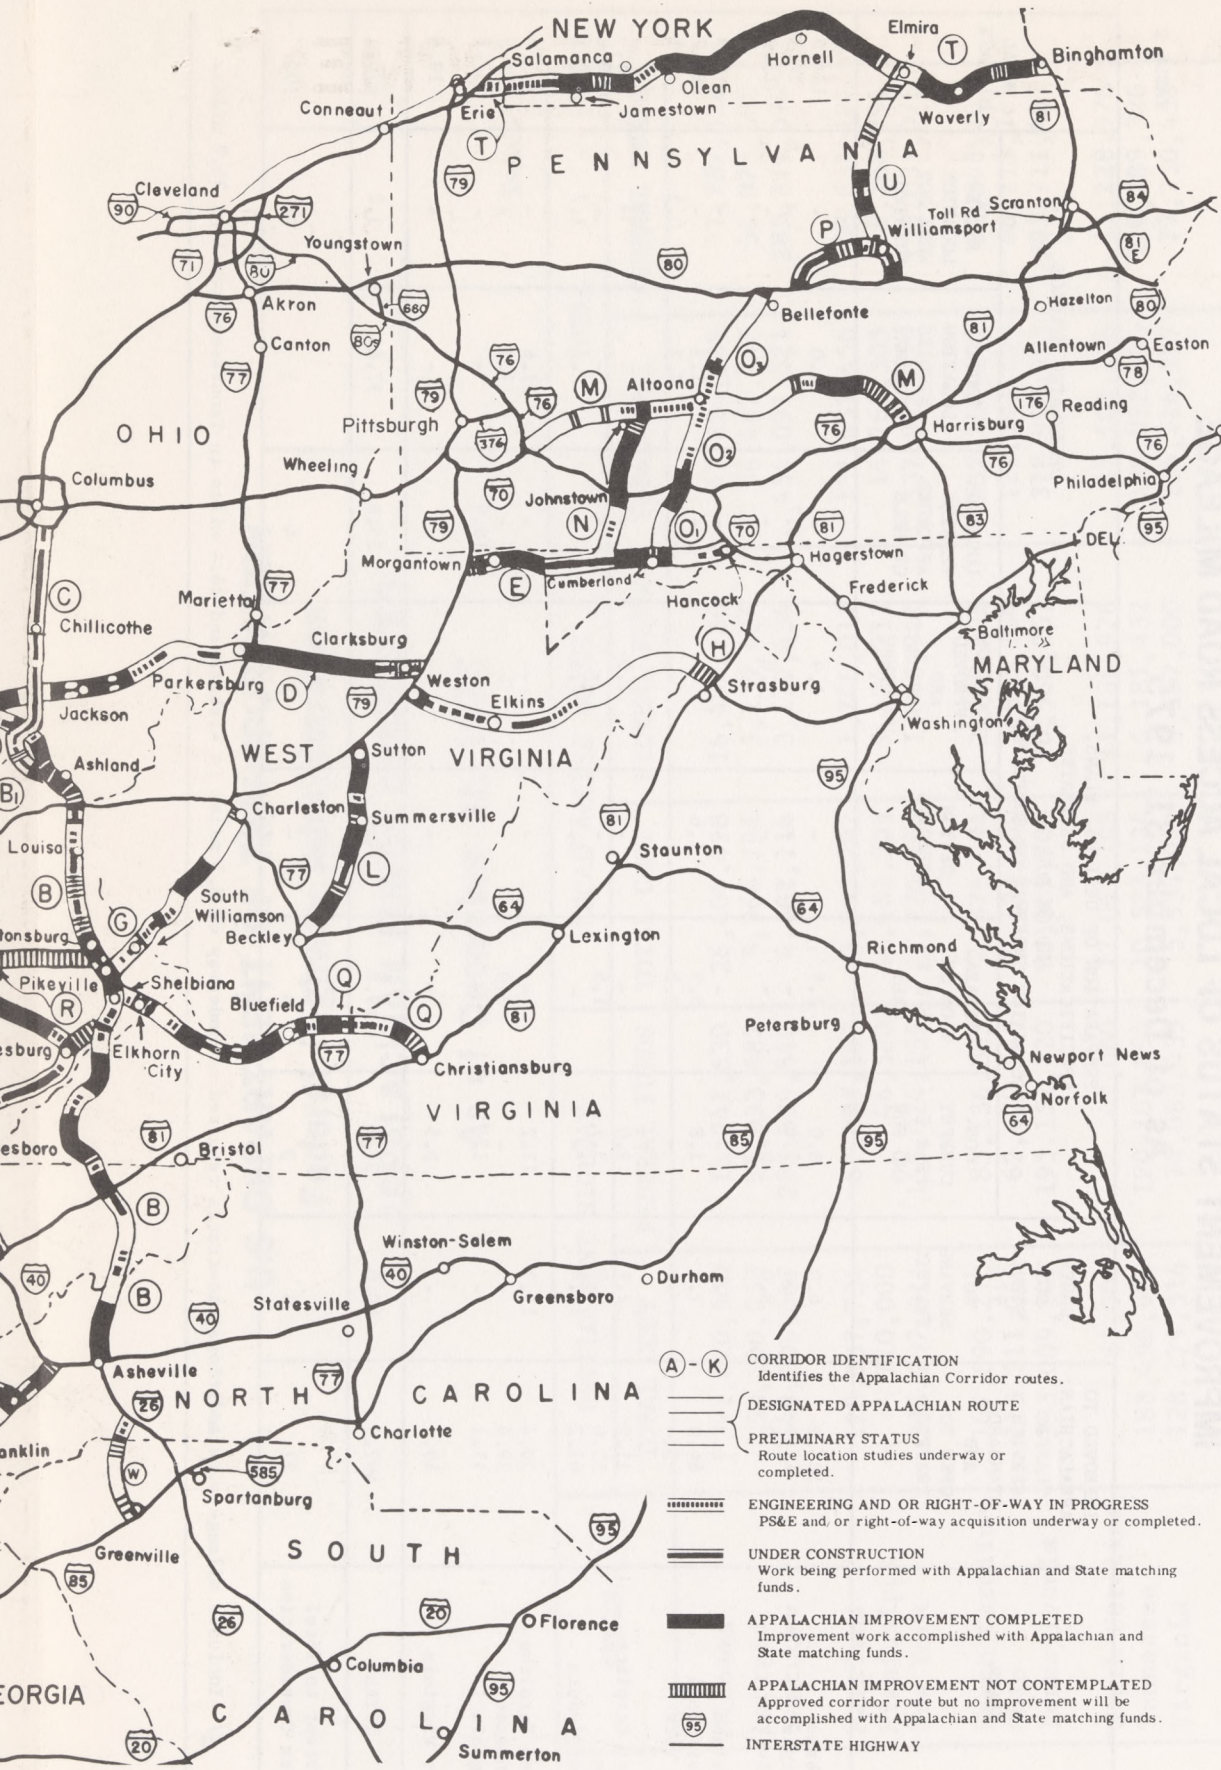 NEW YORK
Elmira
T
Salamanca
Hornell
Binghamton
Olean
Conneaut
Erie
Jamestown
Waverly
81
T
PENNSYLVANIA
79
U
Cleveland
90
271
Toll Rd
Scranton
84
Youngstown
P
Williamsport
71
80
80
81
E
Akron
680
Hazelton
80
76
80s
Bellefonte
81
Canton
Allentown
Easton
77
76
O3
78
79
M
Altoona
M
176
Reading
OHIO
Pittsburgh
76
76
Harrisburg
376
O2
76
76
Wheeling
Columbus
70
Johnstown
Philadelphia
79
N
O1
70
81
83
95
DEL.
Morgantown
E
Cumberland
Hagerstown
C
77
Hancock
Frederick
Marietta
Chillicothe
Clarksburg
H
Baltimore
MARYLAND
Parkersburg
D
79
Weston
Strasburg
Jackson
Elkins
Washington
WEST VIRGINIA
Sutton
Ashland
95
B1
Charleston
Summersville
81
Louisa
Staunton
77
L
B
South
Williamson
64
64
G
tonsburg
Beckley
Lexington
Richmond
Pikeville
Shelbiana
Q
R
Bluefield
Q
81
Petersburg
esburg
Elkhorn
City
77
Christiansburg
Newport News
Norfolk
VIRGINIA
64
esboro
81
Bristol
77
85
95
B
Winston-Salem
40
40
Durham
B
Statesville
Greensboro
40
Asheville
77
26
NORTH CAROLINA
anklin
Charlotte
W
585
Spartanburg
SOUTH
95
Greenville
85
26
20
Florence
Columbia
EORGIA
95
CAROLINA
20
Summerton
A - K CORRIDOR IDENTIFICATION
Identifies the Appalachian Corridor routes.
DESIGNATED APPALACHIAN ROUTE
PRELIMINARY STATUS
Route location studies underway or
completed.
ENGINEERING AND OR RIGHT-OF-WAY IN PROGRESS
PS&E and/or right-of-way acquisition underway or completed.
UNDER CONSTRUCTION
Work being performed with Appalachian and State matching
funds.
APPALACHIAN IMPROVEMENT COMPLETED
Improvement work accomplished with Appalachian and
State matching funds.
APPALACHIAN IMPROVEMENT NOT CONTEMPLATED
Approved corridor route but no improvement will be
accomplished with Appalachian and State matching funds.
95
INTERSTATE HIGHWAY